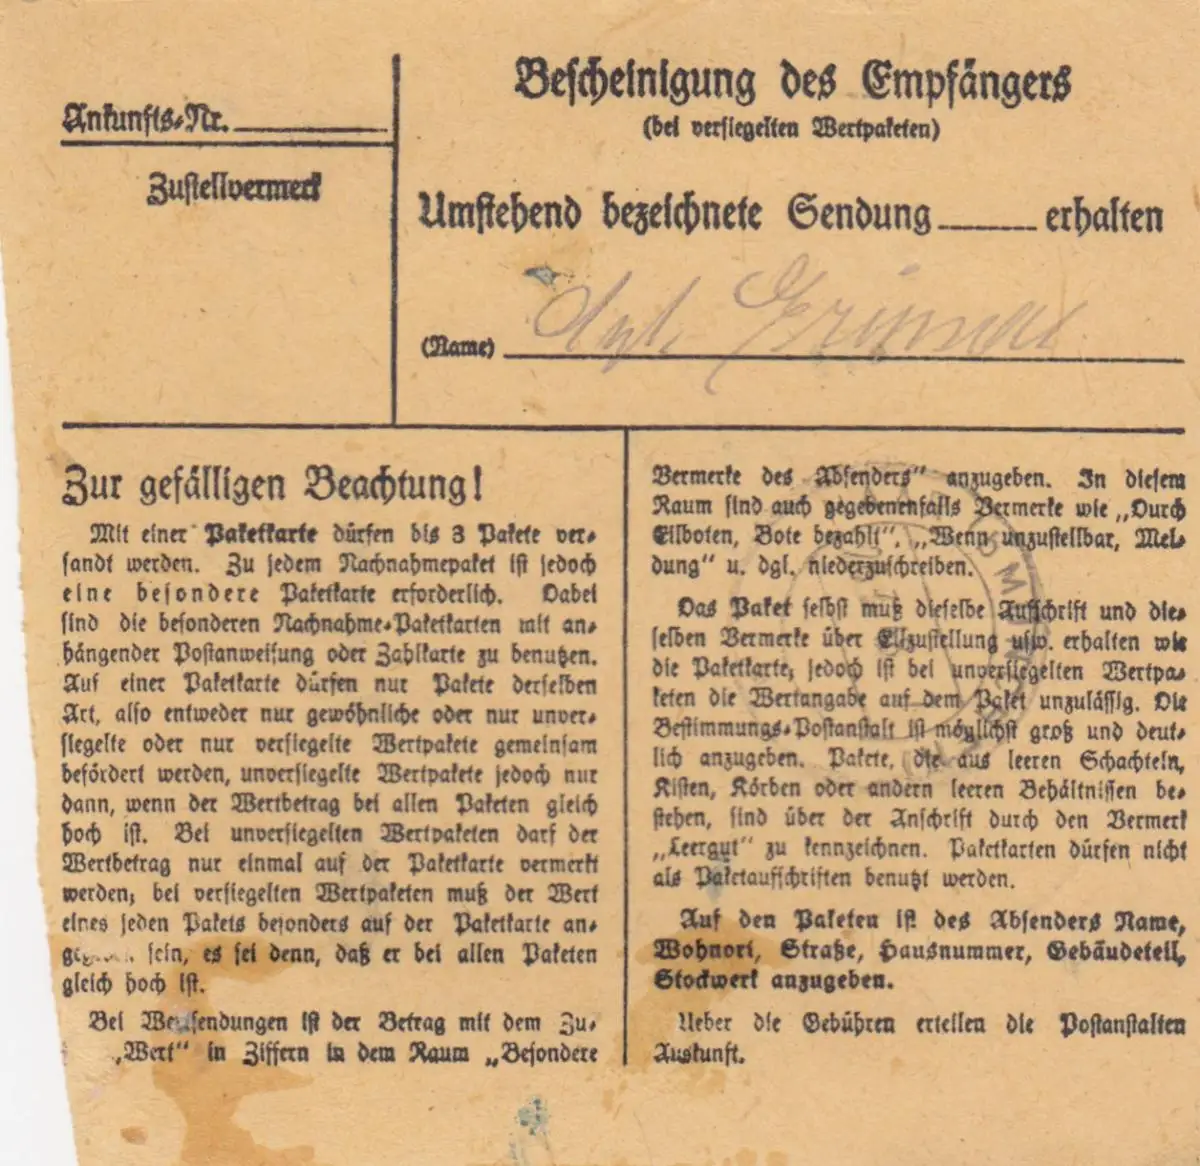 Ankunfts-Nr.
Zustellvermerk
Bescheinigung des Empfängers
(bei versiegelten Wertpaketen)
Umstehend bezeichnete Sendung erhalten
(Name)
Zur gefälligen Beachtung!
Mit einer Paketkarte dürfen bis 3 Pakete ver-
sandt werden. Zu jedem Nachnahmepaket ist jedoch
eine besondere Paketkarte erforderlich. Dabei
sind die besonderen Nachnahme-Paketkarten mit an-
hängender Postanweisung oder Zahlkarte zu benutzen.
Auf einer Paketkarte dürfen nur Pakete derselben
Art, also entweder nur gewöhnliche oder nur unver-
siegelte oder nur versiegelte Wertpakete gemeinsam
befördert werden, unversiegelte Wertpakete jedoch nur
dann, wenn der Wertbetrag bei allen Paketen gleich
hoch ist. Bei unversiegelten Wertpaketen darf der
Wertbetrag nur einmal auf der Paketkarte vermerkt
werden; bei versiegelten Wertpaketen muß der Wert
eines jeden Pakets besonders auf der Paketkarte an-
sein, es sei denn, daß er bei allen Paketen
gleich hoch ist.
Bei Wertsendungen ist der Betrag mit dem Zu-
„Wert“ in Ziffern in dem Raum „Besondere
Vermerke des Absenders“ anzugeben. In diesem
Raum sind auch gegebenenfalls Vermerke wie „Durch
Eilboten, Bote bezahlt“, „Wenn unzustellbar, Mel-
dung“ u. dgl. niederzuschreiben.
Das Paket selbst muß dieselbe Aufschrift und die-
selben Vermerke über Eilzustellung usw. erhalten wie
die Paketkarte, jedoch ist bei unversiegelten Wertpa-
keten die Wertangabe auf dem Paket unzulässig. Die
Bestimmungs-Postanstalt ist möglichst groß und deut-
lich anzugeben. Pakete, die aus leeren Schachteln,
Kisten, Körben oder andern leeren Behältnissen be-
stehen, sind über der Anschrift durch den Vermerk
„Leergut“ zu kennzeichnen. Paketkarten dürfen nicht
als Paketaufschriften benutzt werden.
Auf den Paketen ist des Absenders Name,
Wohnort, Straße, Hausnummer, Gebäudeteil,
Stockwerk anzugeben.
Ueber die Gebühren erteilen die Postanstalten
Auskunft.